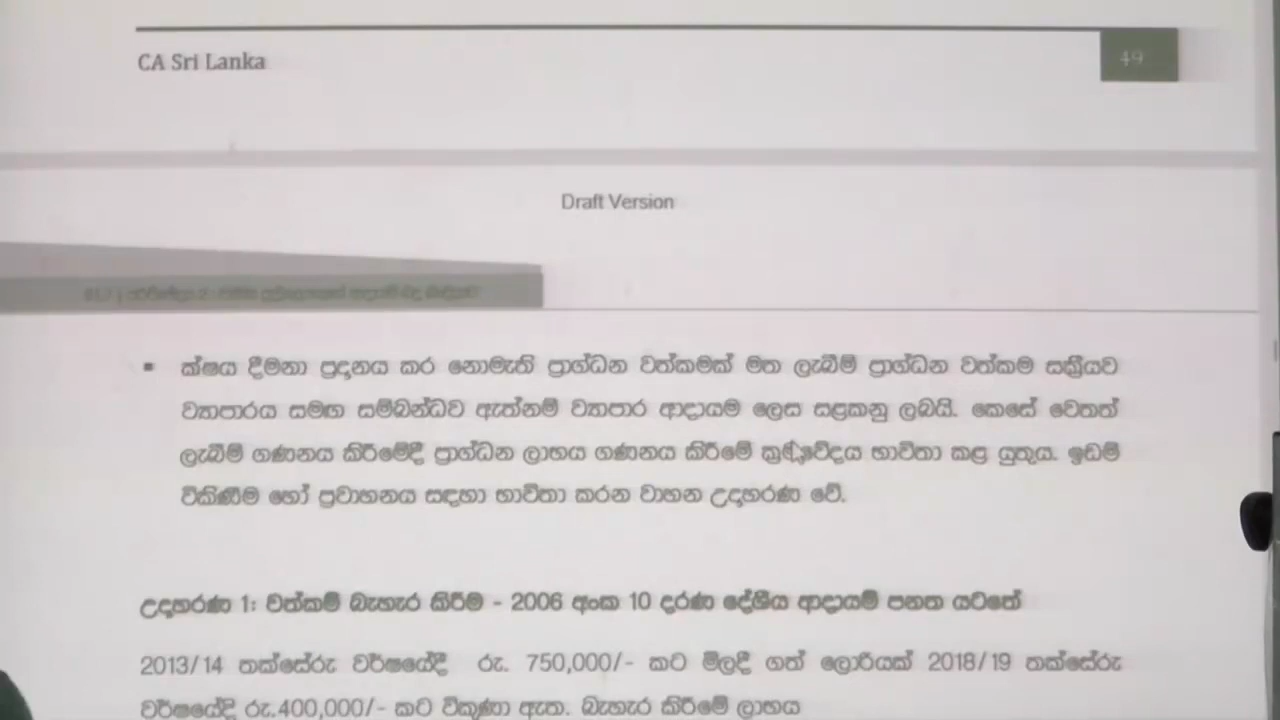 CA Sri Lanka
49
Draft Version
ක්ෂය දීමනා ප්‍රදානය කර නොමැති ප්‍රාග්ධන වත්කමක් මත ලැබීම් ප්‍රාග්ධන වත්කම සක්‍රීයව
ව්‍යාපාරය සමඟ සම්බන්ධව ඇත්නම් ව්‍යාපාර ආදායම ලෙස සළකනු ලබයි. කෙසේ වෙතත්
ලැබීම් ගණනය කිරීමේදී ප්‍රාග්ධන ලාභය ගණනය කිරීමේ ක්‍රමවේදය භාවිතා කළ යුතුය. ඉඩම්
විකිණීම හෝ ප්‍රවාහනය සඳහා භාවිතා කරන වාහන උදාහරණ වේ.
උදාහරණ 1: වත්කම් බැහැර කිරීම - 2006 අංක 10 දරණ දේශීය ආදායම් පනත යටතේ
2013/14 තක්සේරු වර්ෂයේදී රු. 750,000/- කට මිලදී ගත් ලොරියක් 2018/19 තක්සේරු
වර්ෂයේදි රු.400,000/- කට විකුණා ඇත. බැහැර කිරීමේ ලාභය